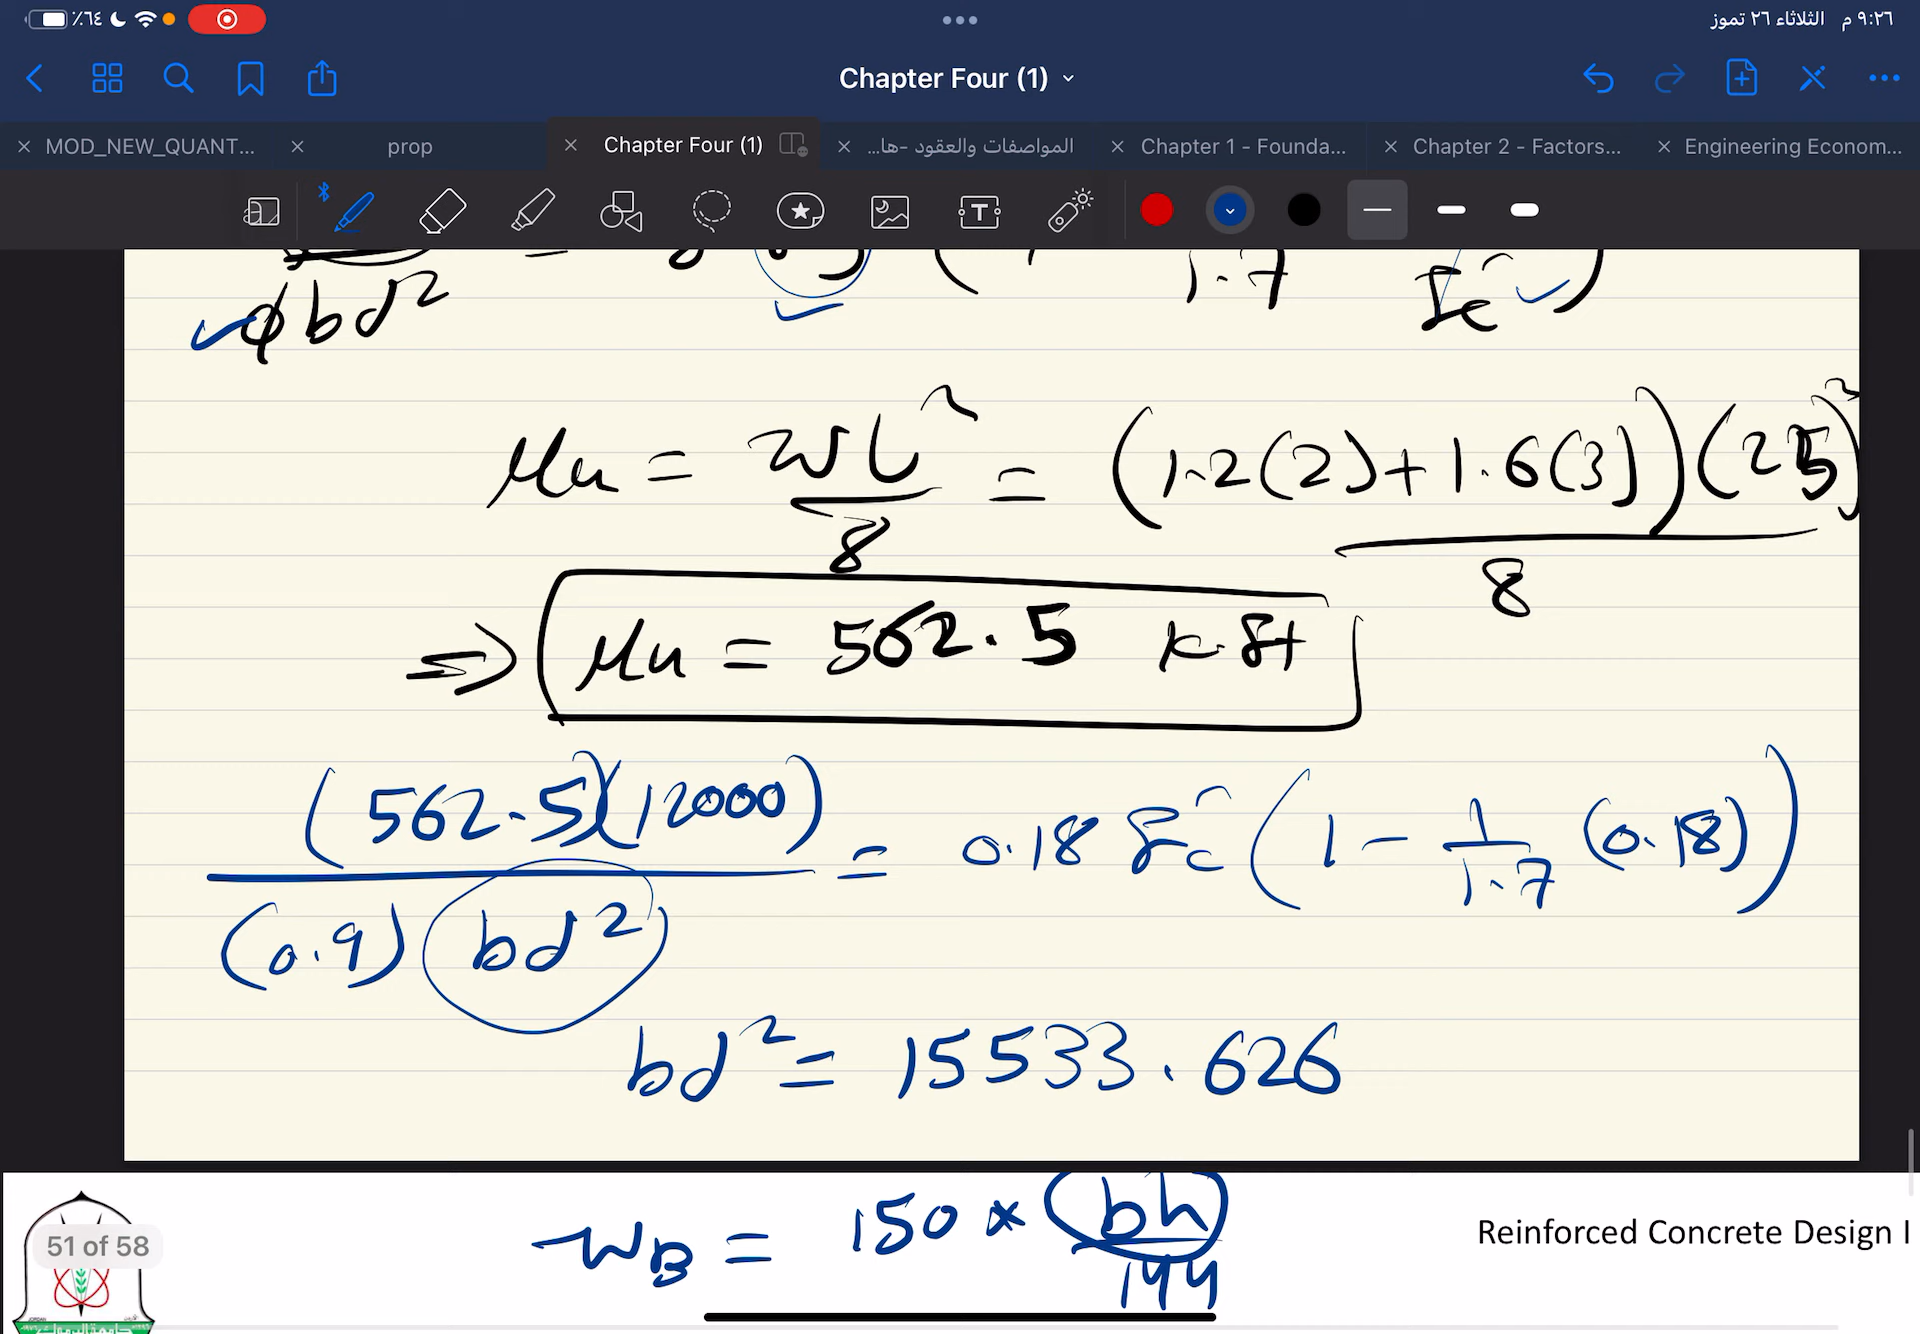 ٪٦٤
الثلاثاء ٢٦ تموز ٩:٢٦ م
Chapter Four (1)
MOD_NEW_QUANT...
prop
Chapter Four (1)
المواصفات والعقود -ها...
Chapter 1 - Founda...
Chapter 2 - Factors...
Engineering Econom...
ϕbd² 1.7 fc
Mu = wL²/8 = (1.2(2)+1.6(3))(25)²/8
⇒ Mu = 562.5 k.ft
(562.5)(12000)/(0.9)(bd²) = 0.18 f'c (1 - 1/1.7 (0.18))
bd² = 15533.626
wB = 150 * bh/144
Reinforced Concrete Design I
51 of 58